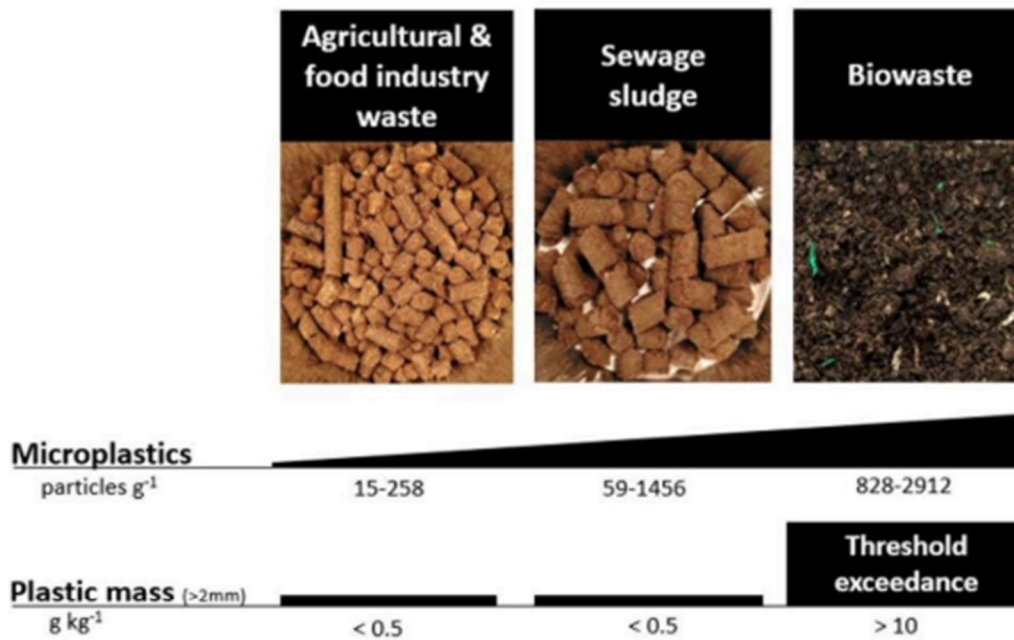 Agricultural &
food industry
waste
Sewage
sludge
Biowaste
Microplastics
particles g⁻¹
15-258
59-1456
828-2912
Threshold
exceedance
Plastic mass (>2mm)
g kg⁻¹
< 0.5
< 0.5
> 10